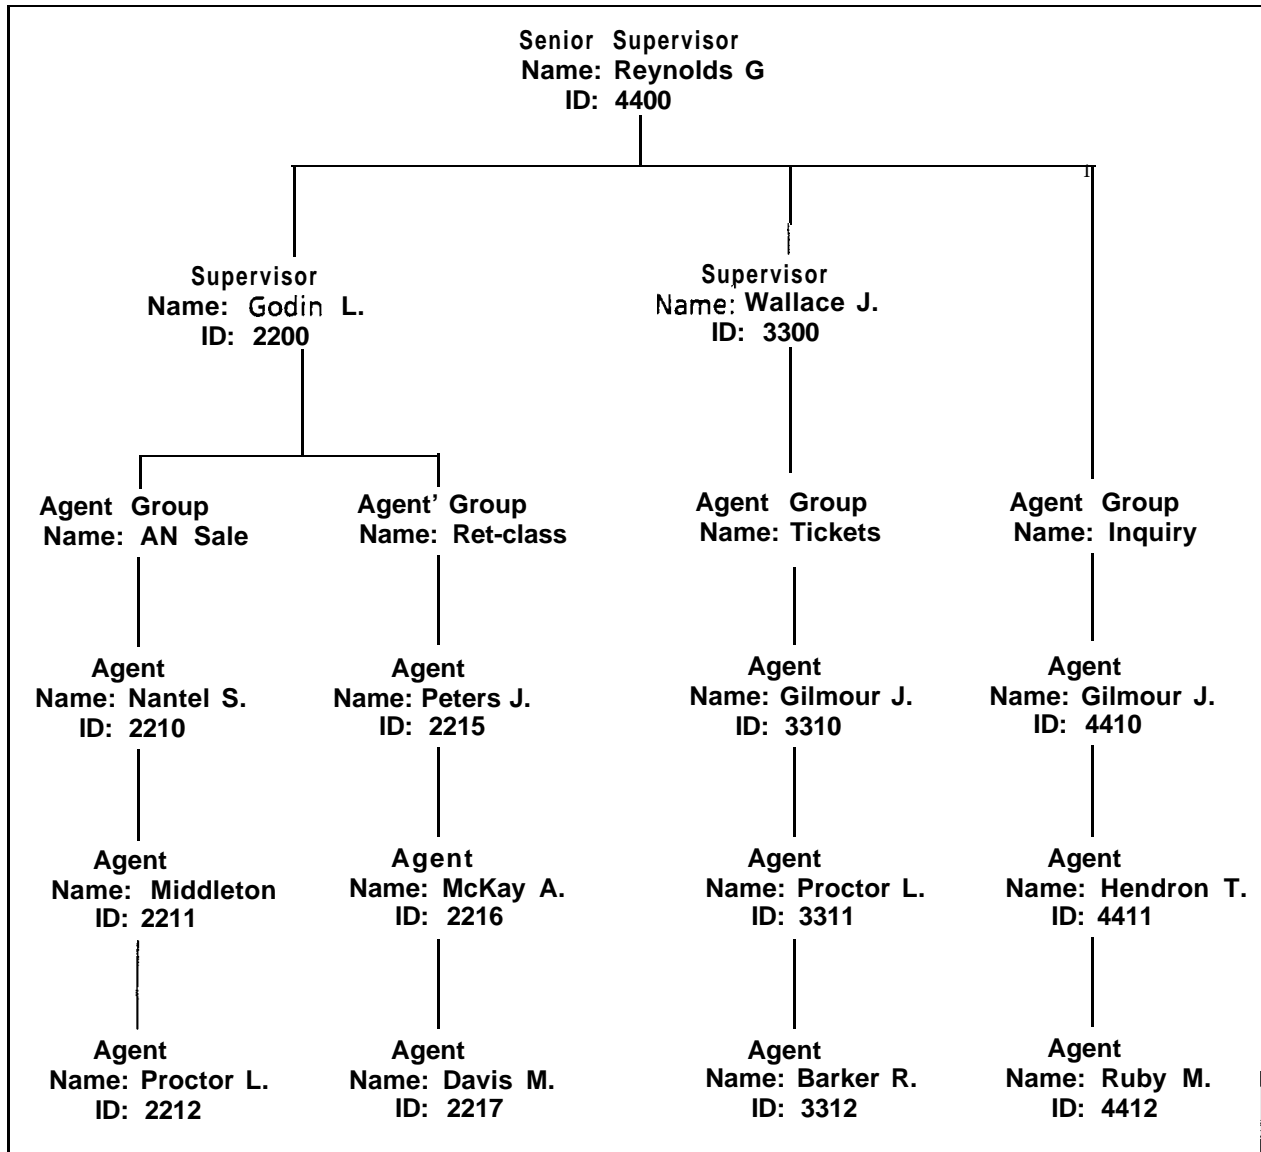 Senior Supervisor
Name: Reynolds G
ID: 4400
Supervisor
Name: Godin L.
ID: 2200
Supervisor
Name: Wallace J.
ID: 3300
Agent Group
Name: AN Sale
Agent' Group
Name: Ret-class
Agent Group
Name: Tickets
Agent Group
Name: Inquiry
Agent
Name: Nantel S.
ID: 2210
Agent
Name: Peters J.
ID: 2215
Agent
Name: Gilmour J.
ID: 3310
Agent
Name: Gilmour J.
ID: 4410
Agent
Name: Middleton
ID: 2211
Agent
Name: McKay A.
ID: 2216
Agent
Name: Proctor L.
ID: 3311
Agent
Name: Hendron T.
ID: 4411
Agent
Name: Proctor L.
ID: 2212
Agent
Name: Davis M.
ID: 2217
Agent
Name: Barker R.
ID: 3312
Agent
Name: Ruby M.
ID: 4412